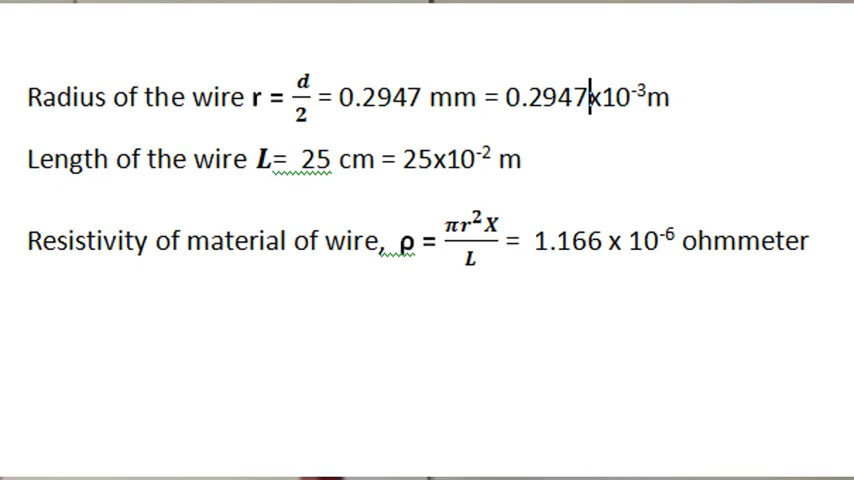 Radius of the wire r = d/2 = 0.2947 mm = 0.2947x10⁻³m
Length of the wire L= 25 cm = 25x10⁻² m
Resistivity of material of wire, ρ = πr²X/L = 1.166 x 10⁻⁶ ohmmeter